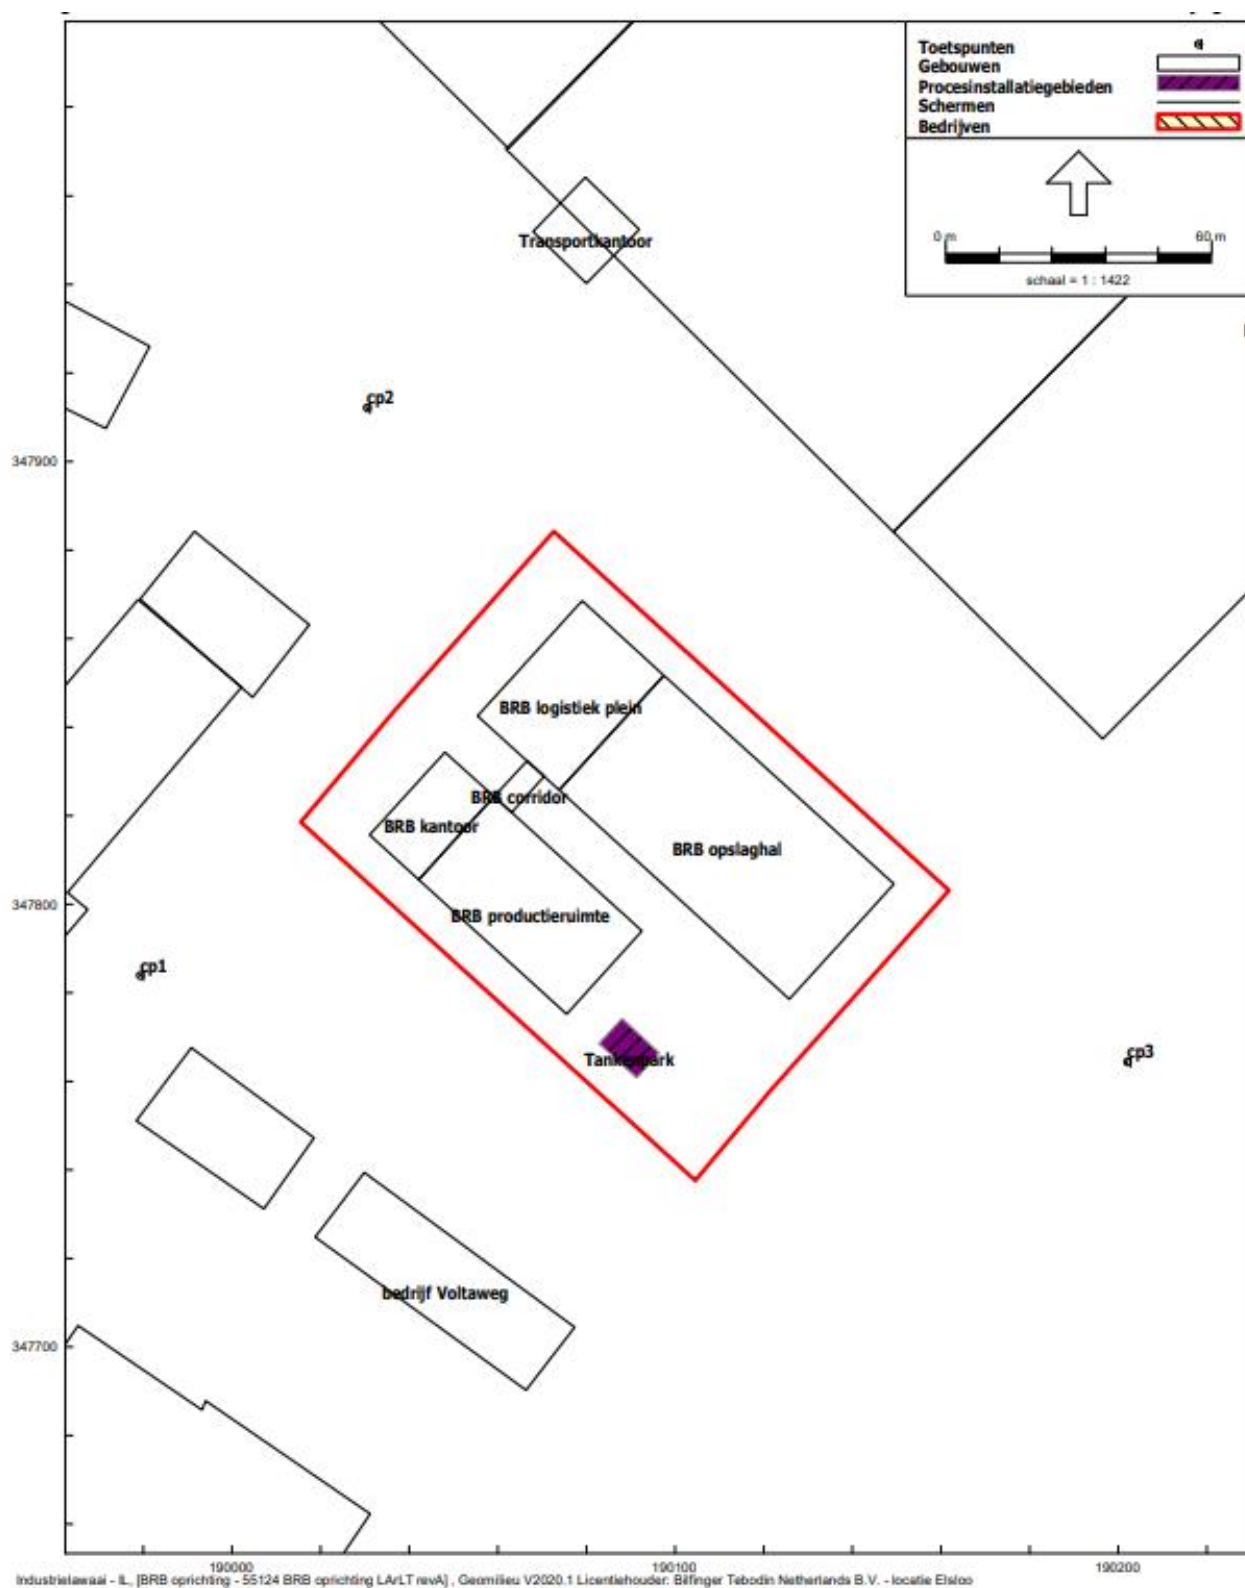 Toetspunten
Gebouwen
Procesinstallatiegebieden
Schermen
Bedrijven
0 m
60 m
schaal = 1 : 1422
Transportkantoor
cp2
347900
BRB logistiek plein
BRB corridor
BRB kantoor
BRB opslaghal
347800
BRB productieruimte
cp1
Tankenpark
cp3
bedrijf Voltaweg
347700
190000
190100
190200
Industrielawaai - IL, [BRB oprichting - 55124 BRB oprichting LArLT revA] , Geomilieu V2020.1 Licentiehouder: Bilfinger Tebodin Netherlands B.V. - locatie Elsloo